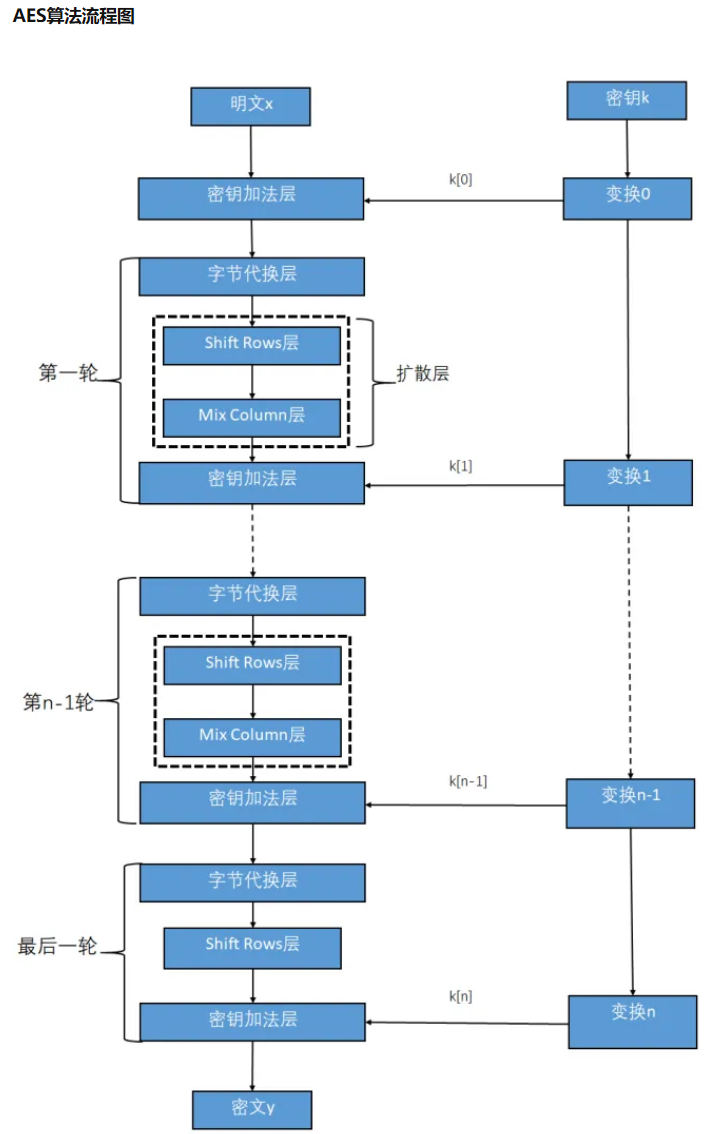 AES算法流程图
明文x
密钥k
密钥加法层
k[0]
变换0
字节代换层
Shift Rows层
第一轮
扩散层
Mix Column层
密钥加法层
k[1]
变换1
字节代换层
Shift Rows层
第n-1轮
Mix Column层
密钥加法层
k[n-1]
变换n-1
字节代换层
最后一轮
Shift Rows层
密钥加法层
k[n]
变换n
密文y